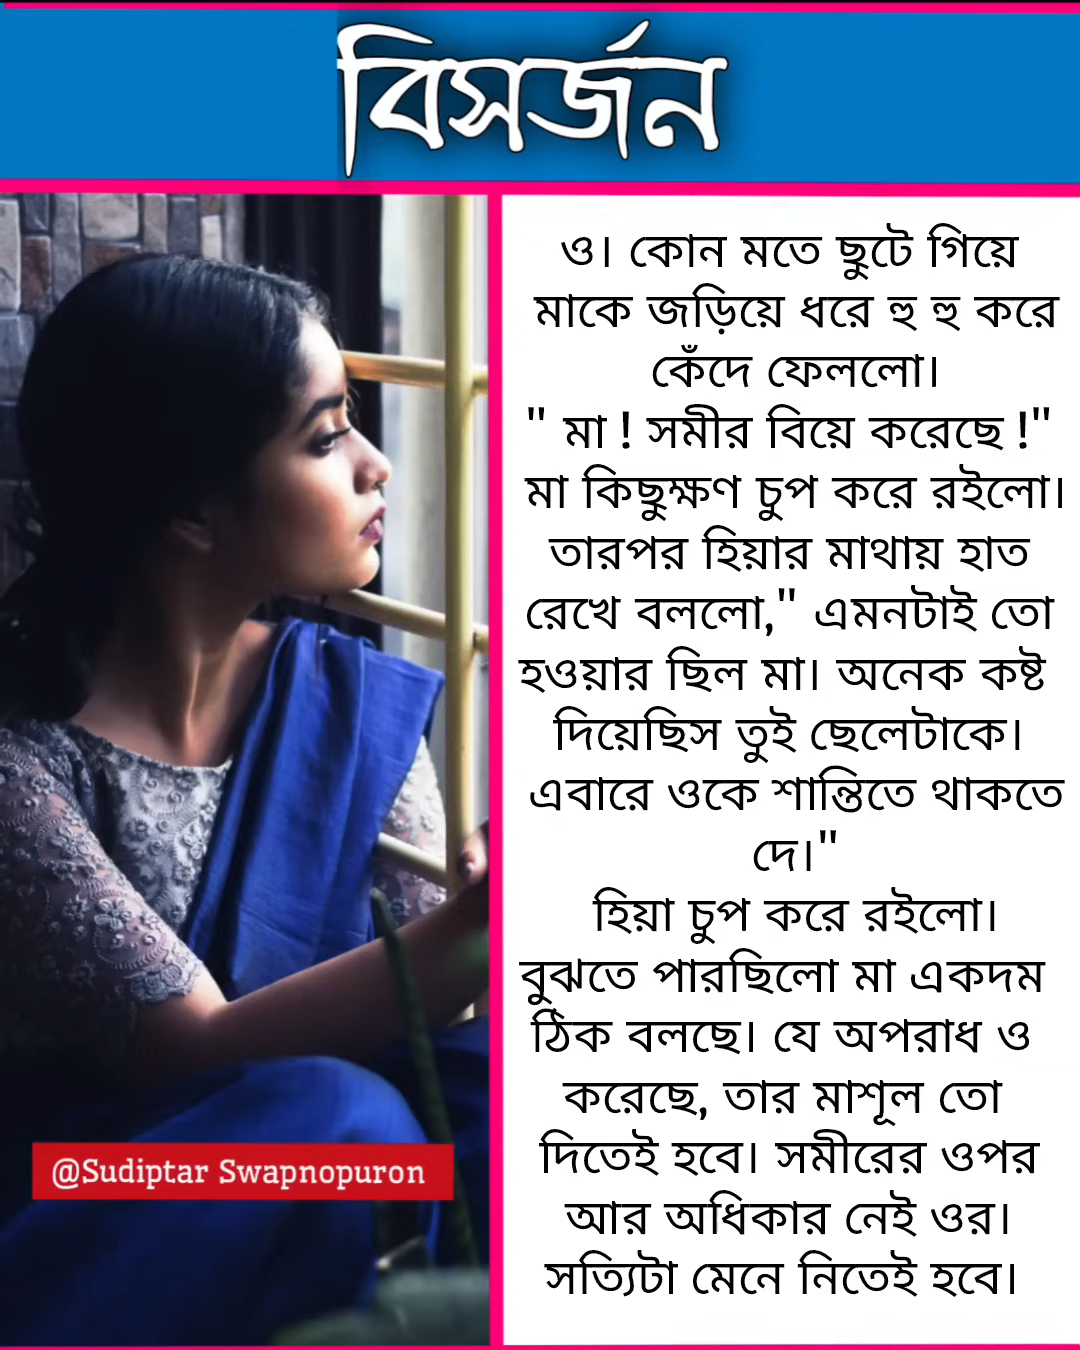 বিসর্জন
ও। কোন মতে ছুটে গিয়ে
মাকে জড়িয়ে ধরে হু হু করে
কেঁদে ফেললো।
" মা ! সমীর বিয়ে করেছে !"
মা কিছুক্ষণ চুপ করে রইলো।
তারপর হিয়ার মাথায় হাত
রেখে বললো," এমনটাই তো
হওয়ার ছিল মা। অনেক কষ্ট
দিয়েছিস তুই ছেলেটাকে।
এবারে ওকে শান্তিতে থাকতে
দে।"
হিয়া চুপ করে রইলো।
বুঝতে পারছিলো মা একদম
ঠিক বলছে। যে অপরাধ ও
করেছে, তার মাশূল তো
দিতেই হবে। সমীরের ওপর
আর অধিকার নেই ওর।
সত্যিটা মেনে নিতেই হবে।
@Sudiptar Swapnopuron